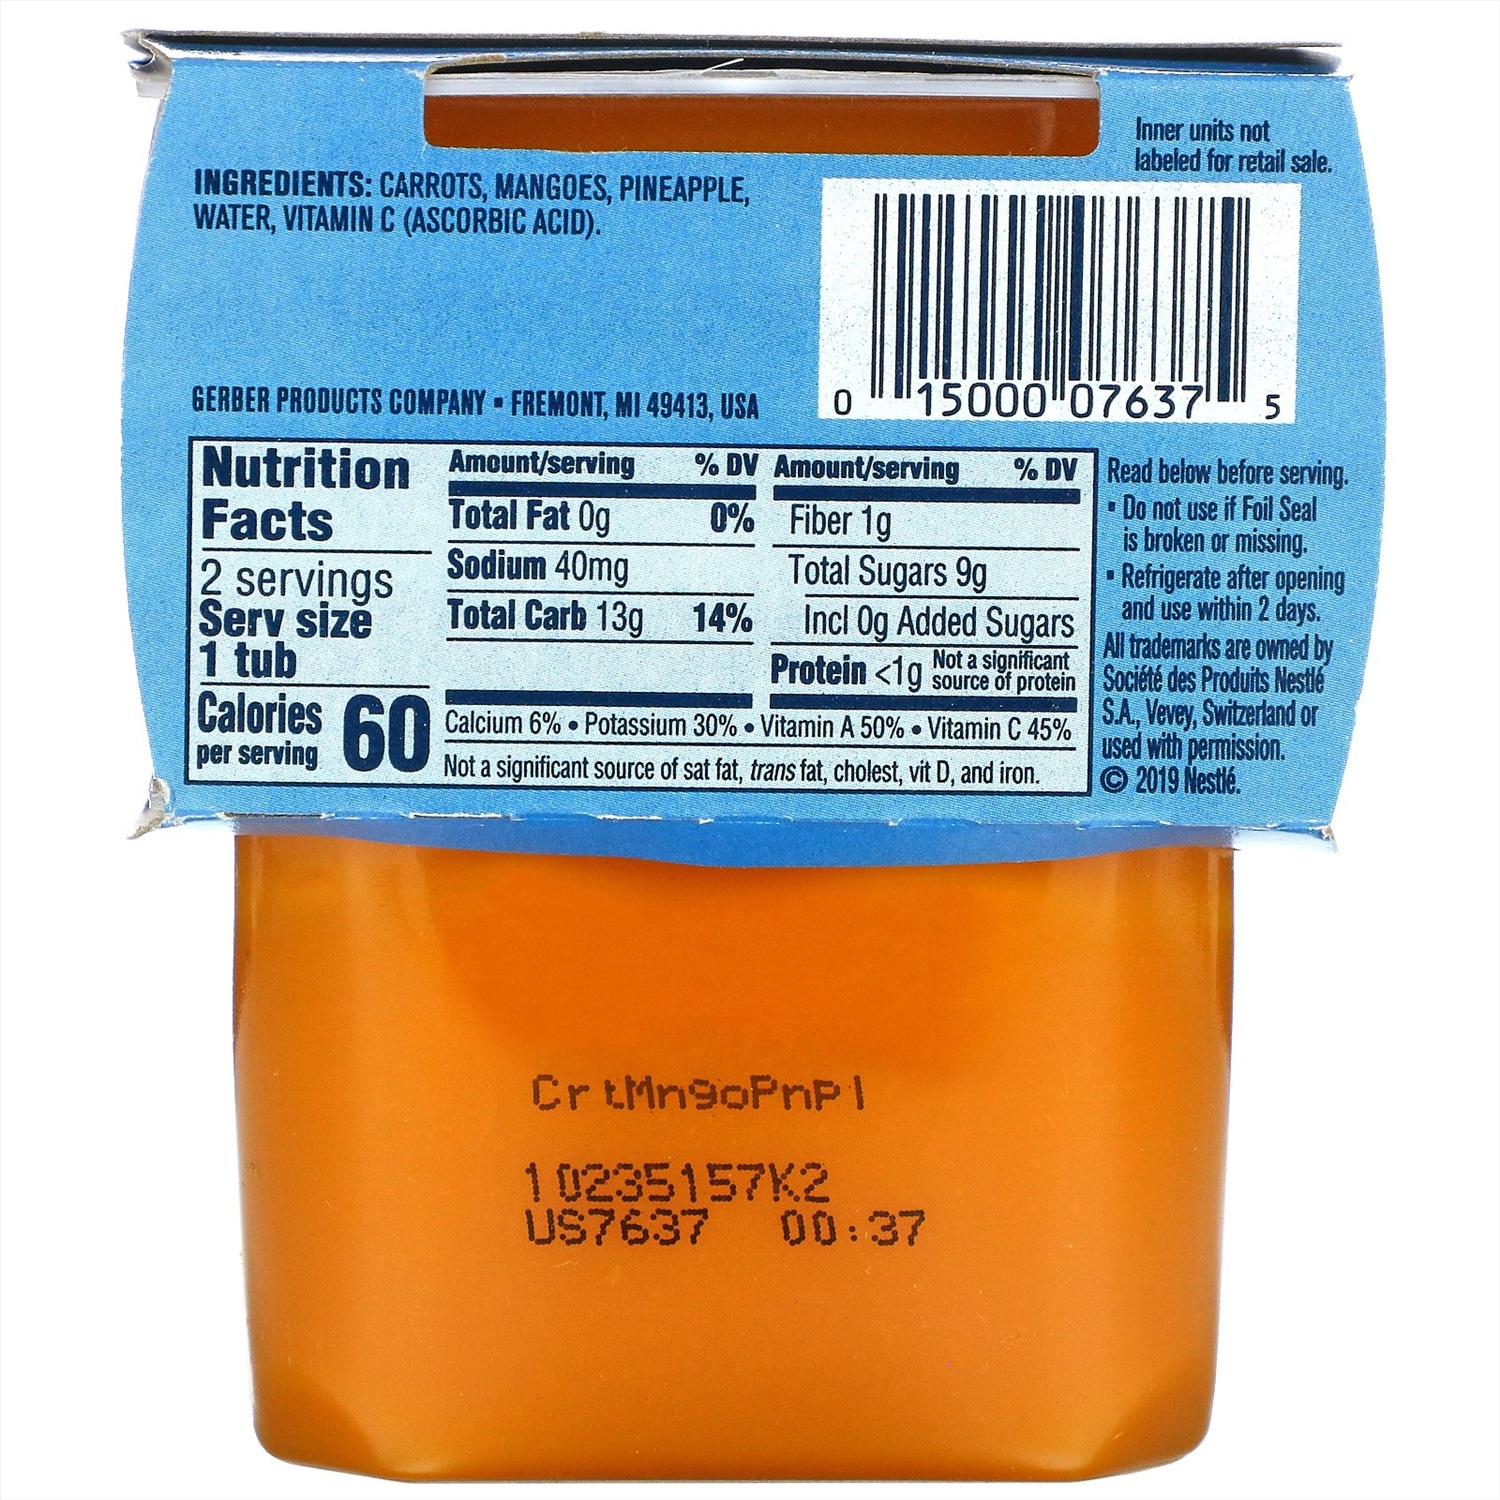 Inner units not
labeled for retail sale.
INGREDIENTS: CARROTS, MANGOES, PINEAPPLE,
WATER, VITAMIN C (ASCORBIC ACID).
0 15000 07637 5
GERBER PRODUCTS COMPANY ▪ FREMONT, MI 49413, USA
Nutrition
Facts
2 servings
Serv size
1 tub
Calories
per serving
60
Amount/serving % DV
Total Fat 0g 0%
Sodium 40mg
Total Carb 13g 14%
Amount/serving % DV
Fiber 1g
Total Sugars 9g
Incl 0g Added Sugars
Protein <1g Not a significant
source of protein
Calcium 6% • Potassium 30% • Vitamin A 50% • Vitamin C 45%
Not a significant source of sat fat, trans fat, cholest, vit D, and iron.
Read below before serving.
▪ Do not use if Foil Seal
is broken or missing.
▪ Refrigerate after opening
and use within 2 days.
All trademarks are owned by
Société des Produits Nestlé
S.A., Vevey, Switzerland or
used with permission.
© 2019 Nestlé.
CrtMngoPnPl
10235157K2
US7637 00:37